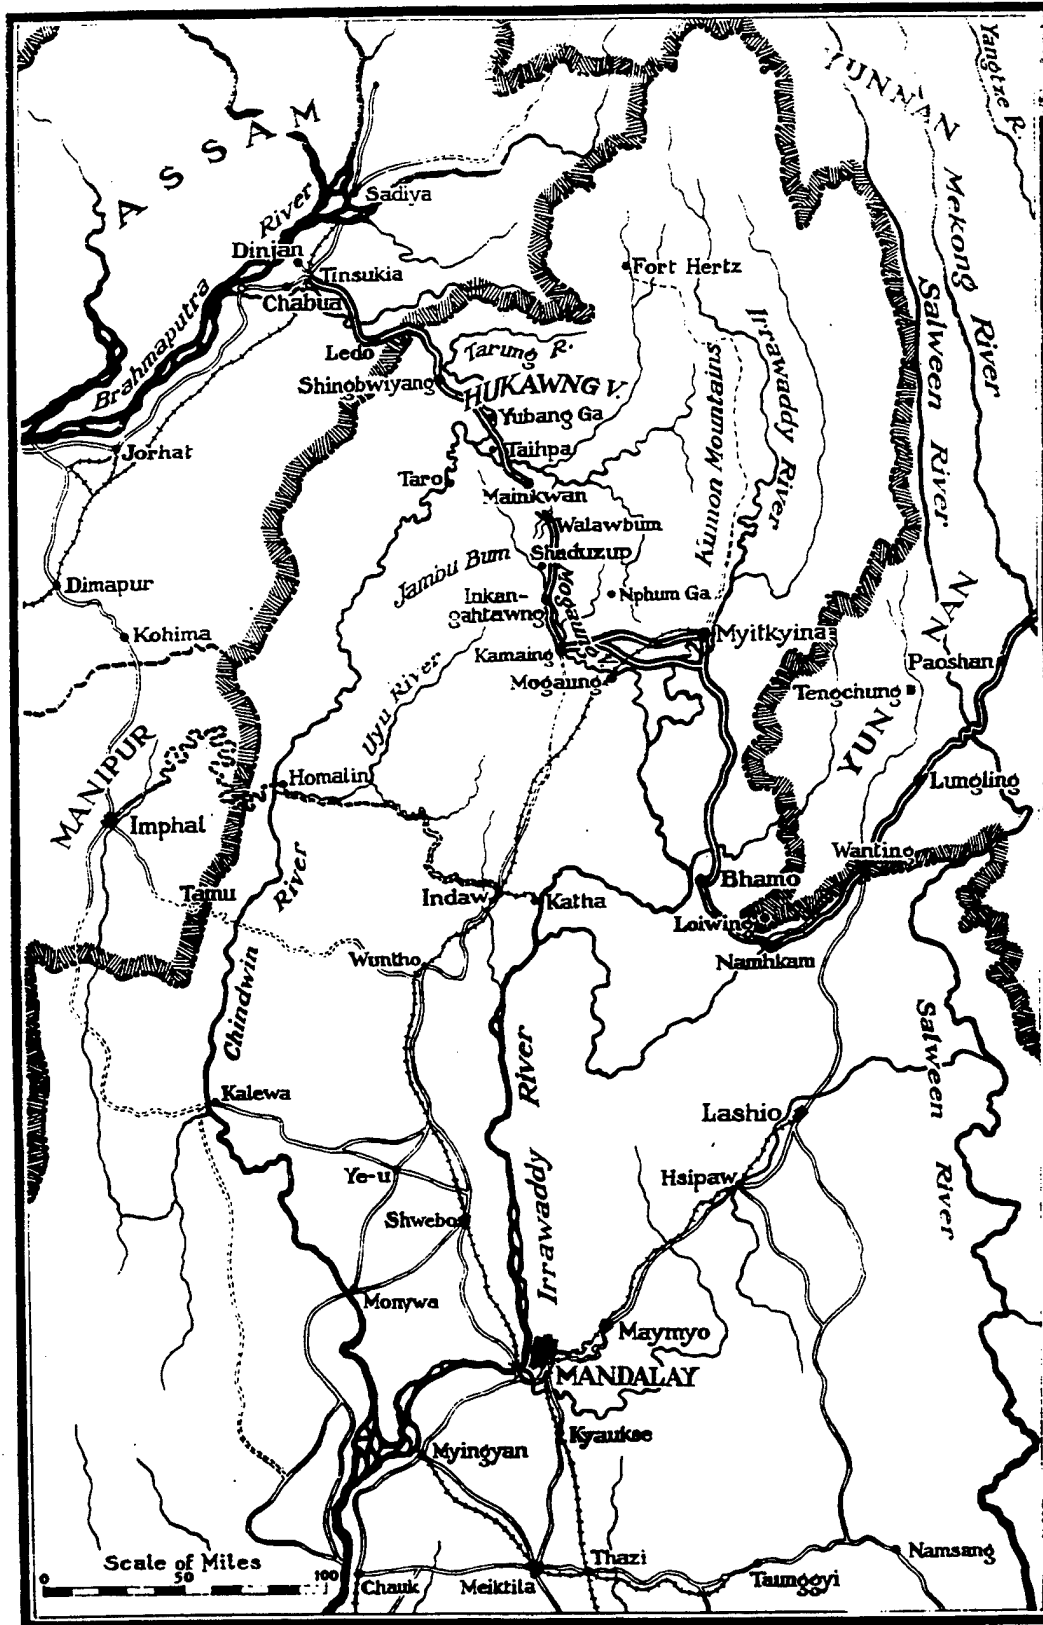 YUNNAN
Yangtze R.
ASSAM
Mekong River
Sadiya
Brahmaputra River
Dinjan
Fort Hertz
Tinsukia
Chabua
Salween River
Irrawaddy River
Ledo
Tarung R.
Shingbwiyang
HUKAWNG V.
Kumon Mountains
Yubang Ga
Jorhat
Taihpa
Taro
Mainkwan
Walawbum
Jambu Bum
Shaduzup
Dimapur
Inkan-
gahtawng
Mogaung V.
Nphum Ga
Kohima
Myitkyina
Kamaing
Paoshan
Mogaung
Tengchung
YUNNAN
Uyu River
MANIPUR
Homalin
Lungling
Imphal
Wanting
Tamu
Chindwin River
Indaw
Katha
Bhamo
Loiwing
Wuntho
Namhkam
Irrawaddy River
Salween River
Kalewa
Lashio
Ye-u
Hsipaw
Shwebo
Monywa
Maymyo
MANDALAY
Kyaukse
Myingyan
Scale of Miles
0 50 100
Chauk
Meiktila
Thazi
Taunggyi
Namsang